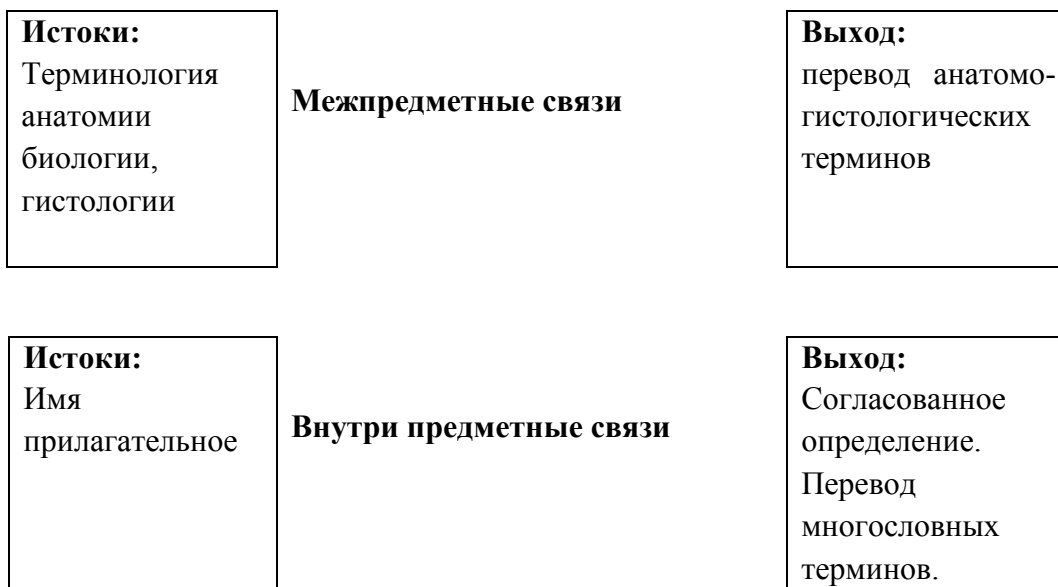 Истоки:
Терминология
анатомии
биологии,
гистологии
Межпредметные связи
Выход:
перевод анатомо-
гистологических
терминов
Истоки:
Имя
прилагательное
Внутри предметные связи
Выход:
Согласованное
определение.
Перевод
многословных
терминов.